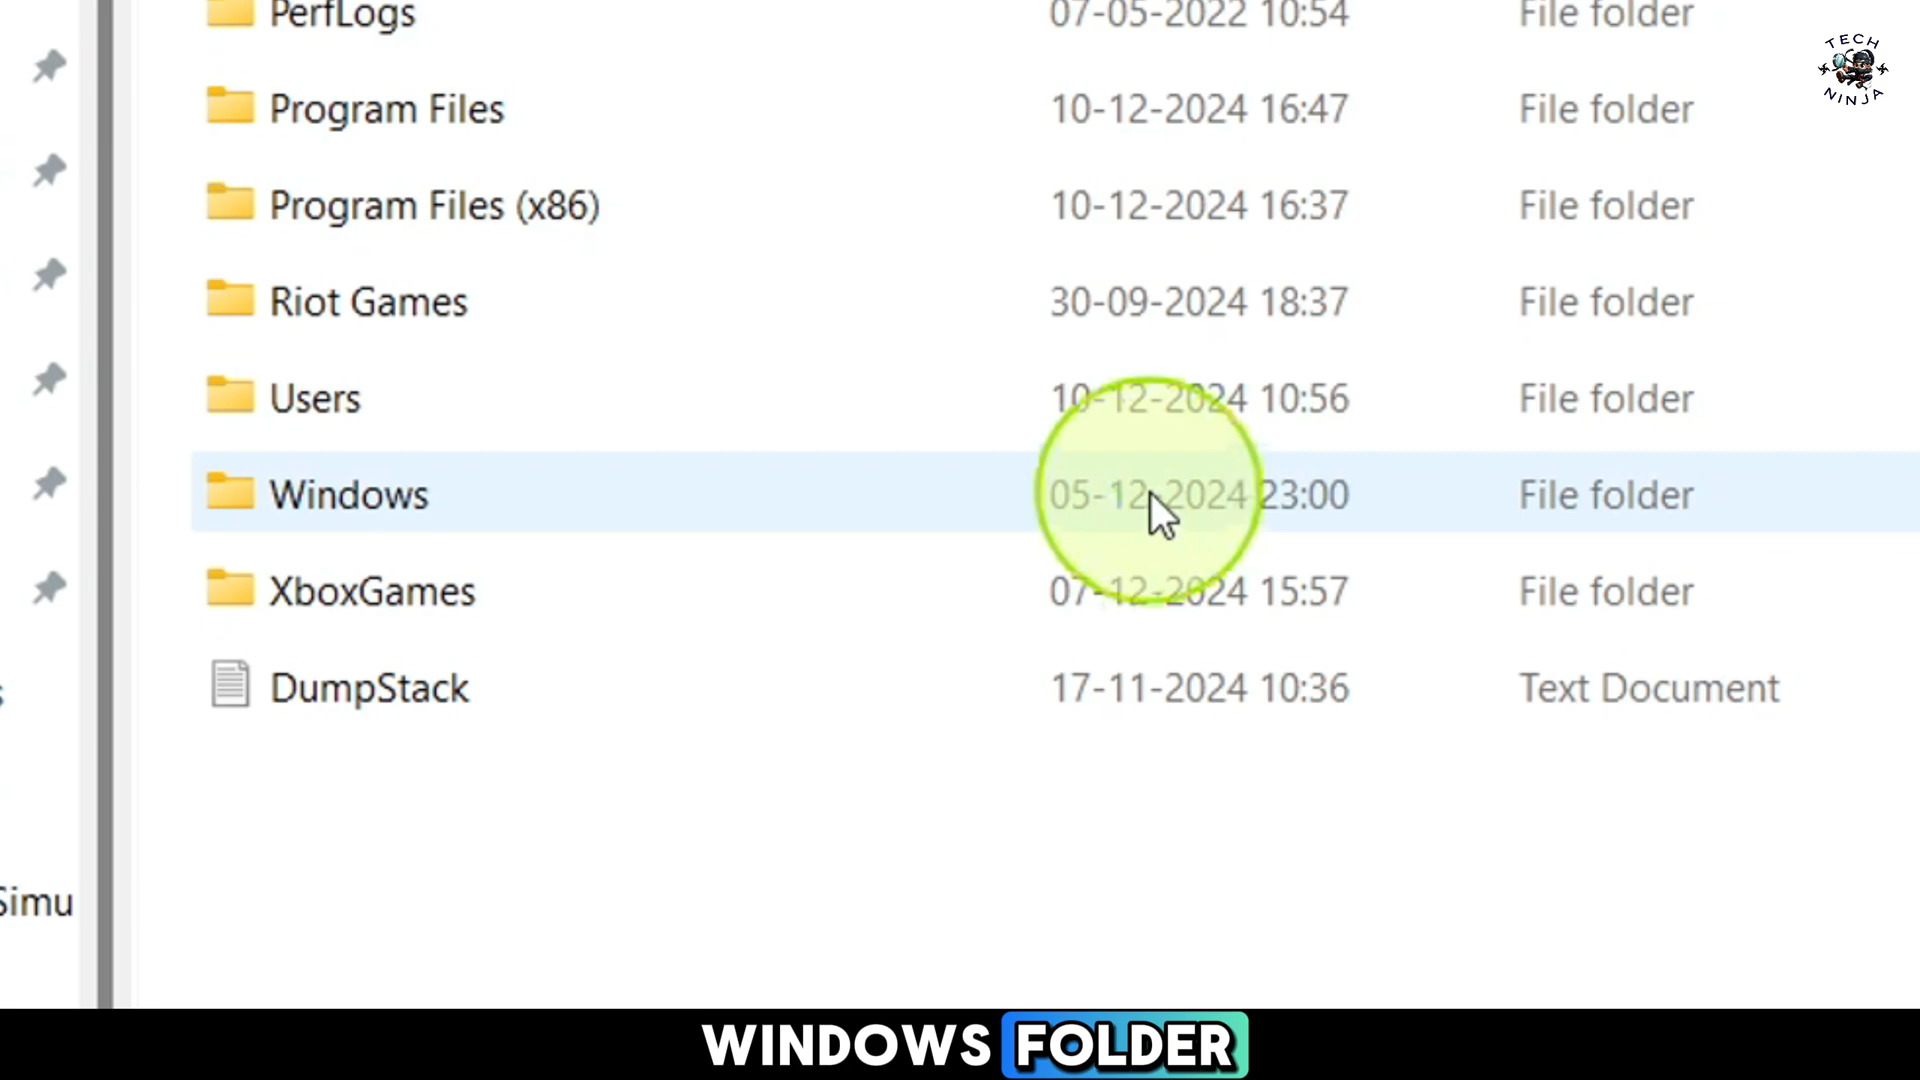 PerfLogs 07-05-2022 10:54 File folder
TECH
NINJA
Program Files 10-12-2024 16:47 File folder
Program Files (x86) 10-12-2024 16:37 File folder
Riot Games 30-09-2024 18:37 File folder
Users 10-12-2024 10:56 File folder
Windows 05-12-2024 23:00 File folder
XboxGames 07-12-2024 15:57 File folder
DumpStack 17-11-2024 10:36 Text Document
Simu
WINDOWS FOLDER